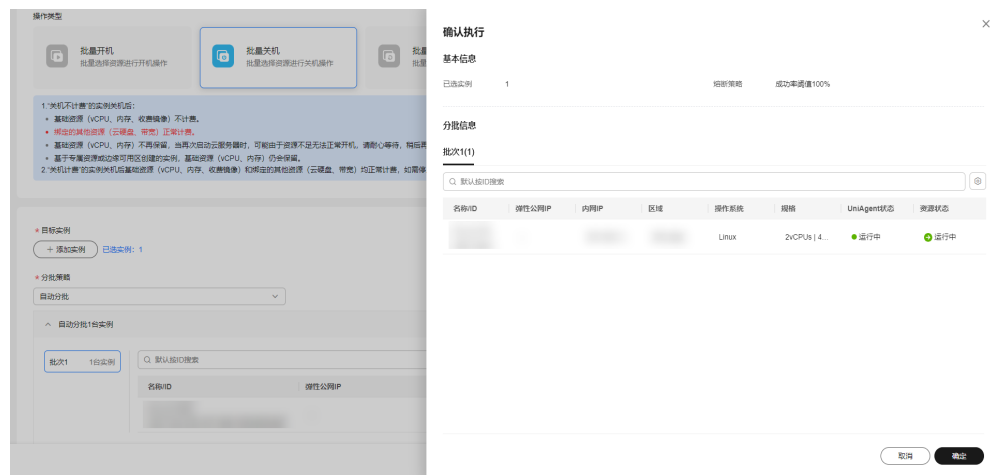 操作类型
批量开机
批量选择资源进行开机操作
批量关机
批量选择资源进行关机操作
1.“关机不计费”的实例关机后：
基础资源（vCPU、内存、收费镜像）不计费。
绑定的其他资源（云硬盘、带宽）正常计费。
基础资源（vCPU、内存）不再保留，当再次启动云服务器时，可能由于资源不足无法正常开机，请耐心等待，稍后再
基于专属资源或边缘可用区创建的实例，基础资源（vCPU、内存）仍会保留。
2.“关机计费”的实例关机后基础资源（vCPU、内存、收费镜像）和绑定的其他资源（云硬盘、带宽）均正常计费，如需停
* 目标实例
+ 添加实例
已选实例：1
* 分批策略
自动分批
自动分批1台实例
批次1 1台实例
默认按ID搜索
名称/ID 弹性公网IP
确认执行
基本信息
已选实例 1 熔断策略 成功率阈值100%
分批信息
批次1(1)
默认按ID搜索
名称/ID 弹性公网IP 内网IP 区域 操作系统 规格 UniAgent状态 资源状态
Linux 2vCPUs | 4... 运行中 运行中
取消 确定